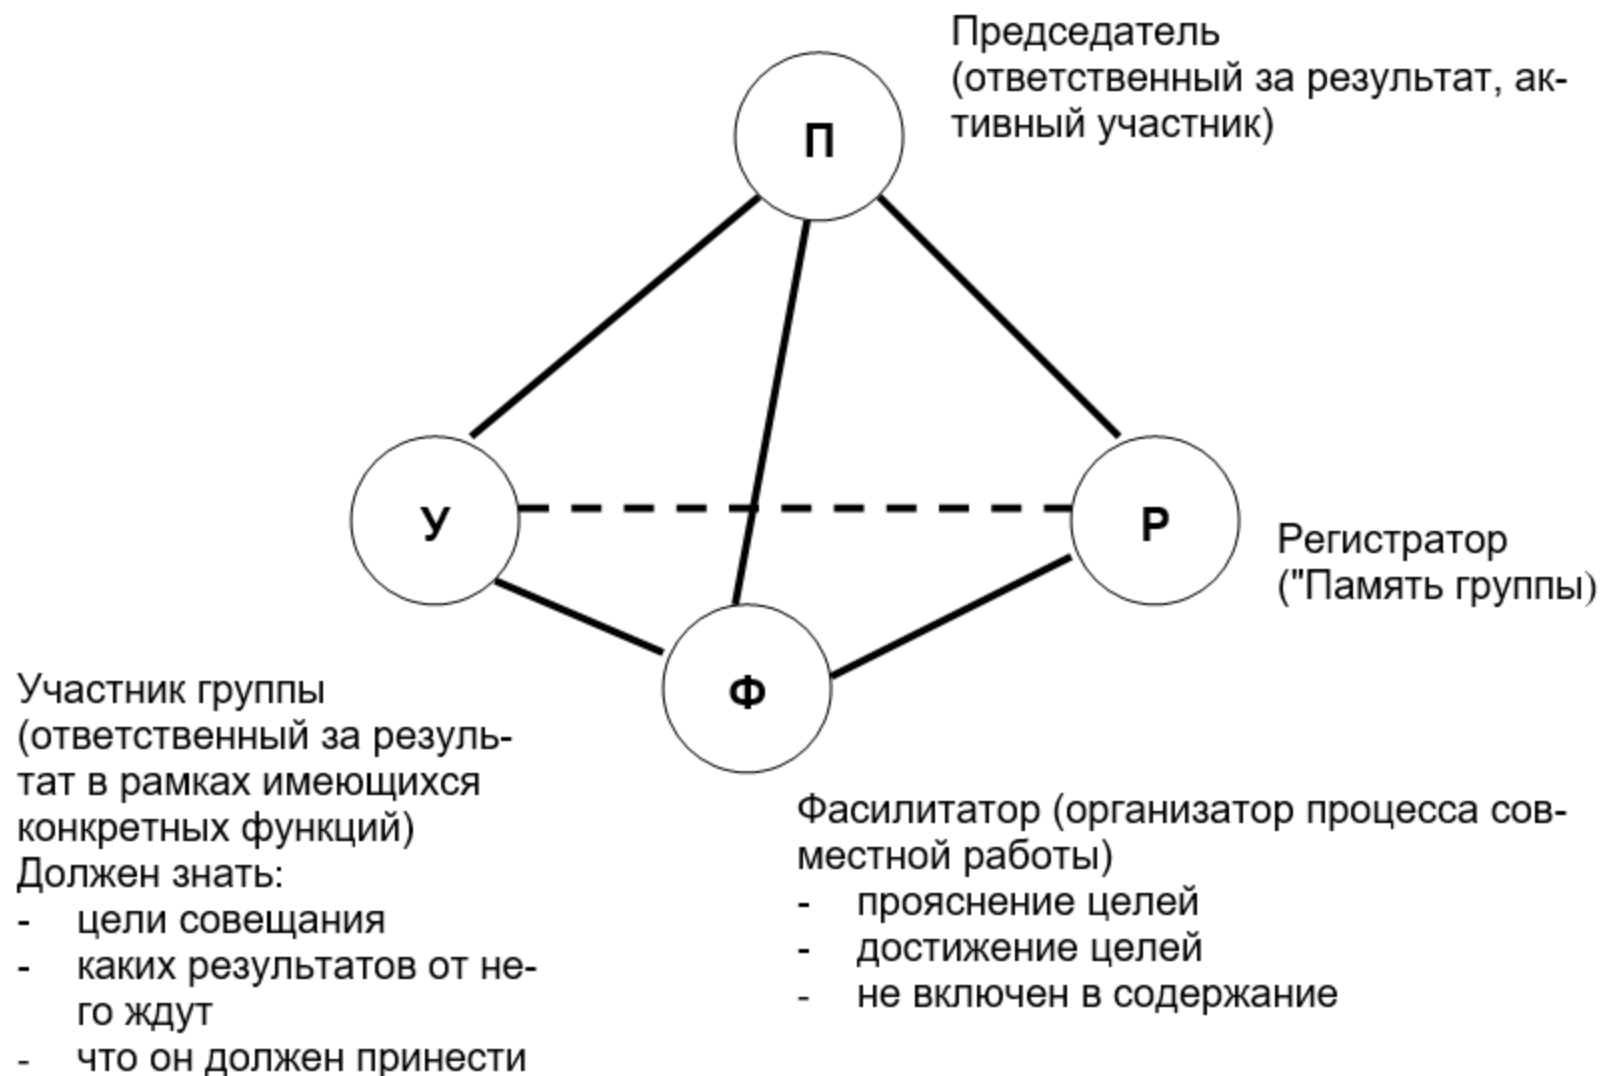 Председатель
(ответственный за результат, ак-
тивный участник)
П
У
Р
Регистратор
("Память группы)
Ф
Участник группы
(ответственный за резуль-
тат в рамках имеющихся
конкретных функций)
Должен знать:
- цели совещания
- каких результатов от не-
го ждут
- что он должен принести
Фасилитатор (организатор процесса сов-
местной работы)
- прояснение целей
- достижение целей
- не включен в содержание